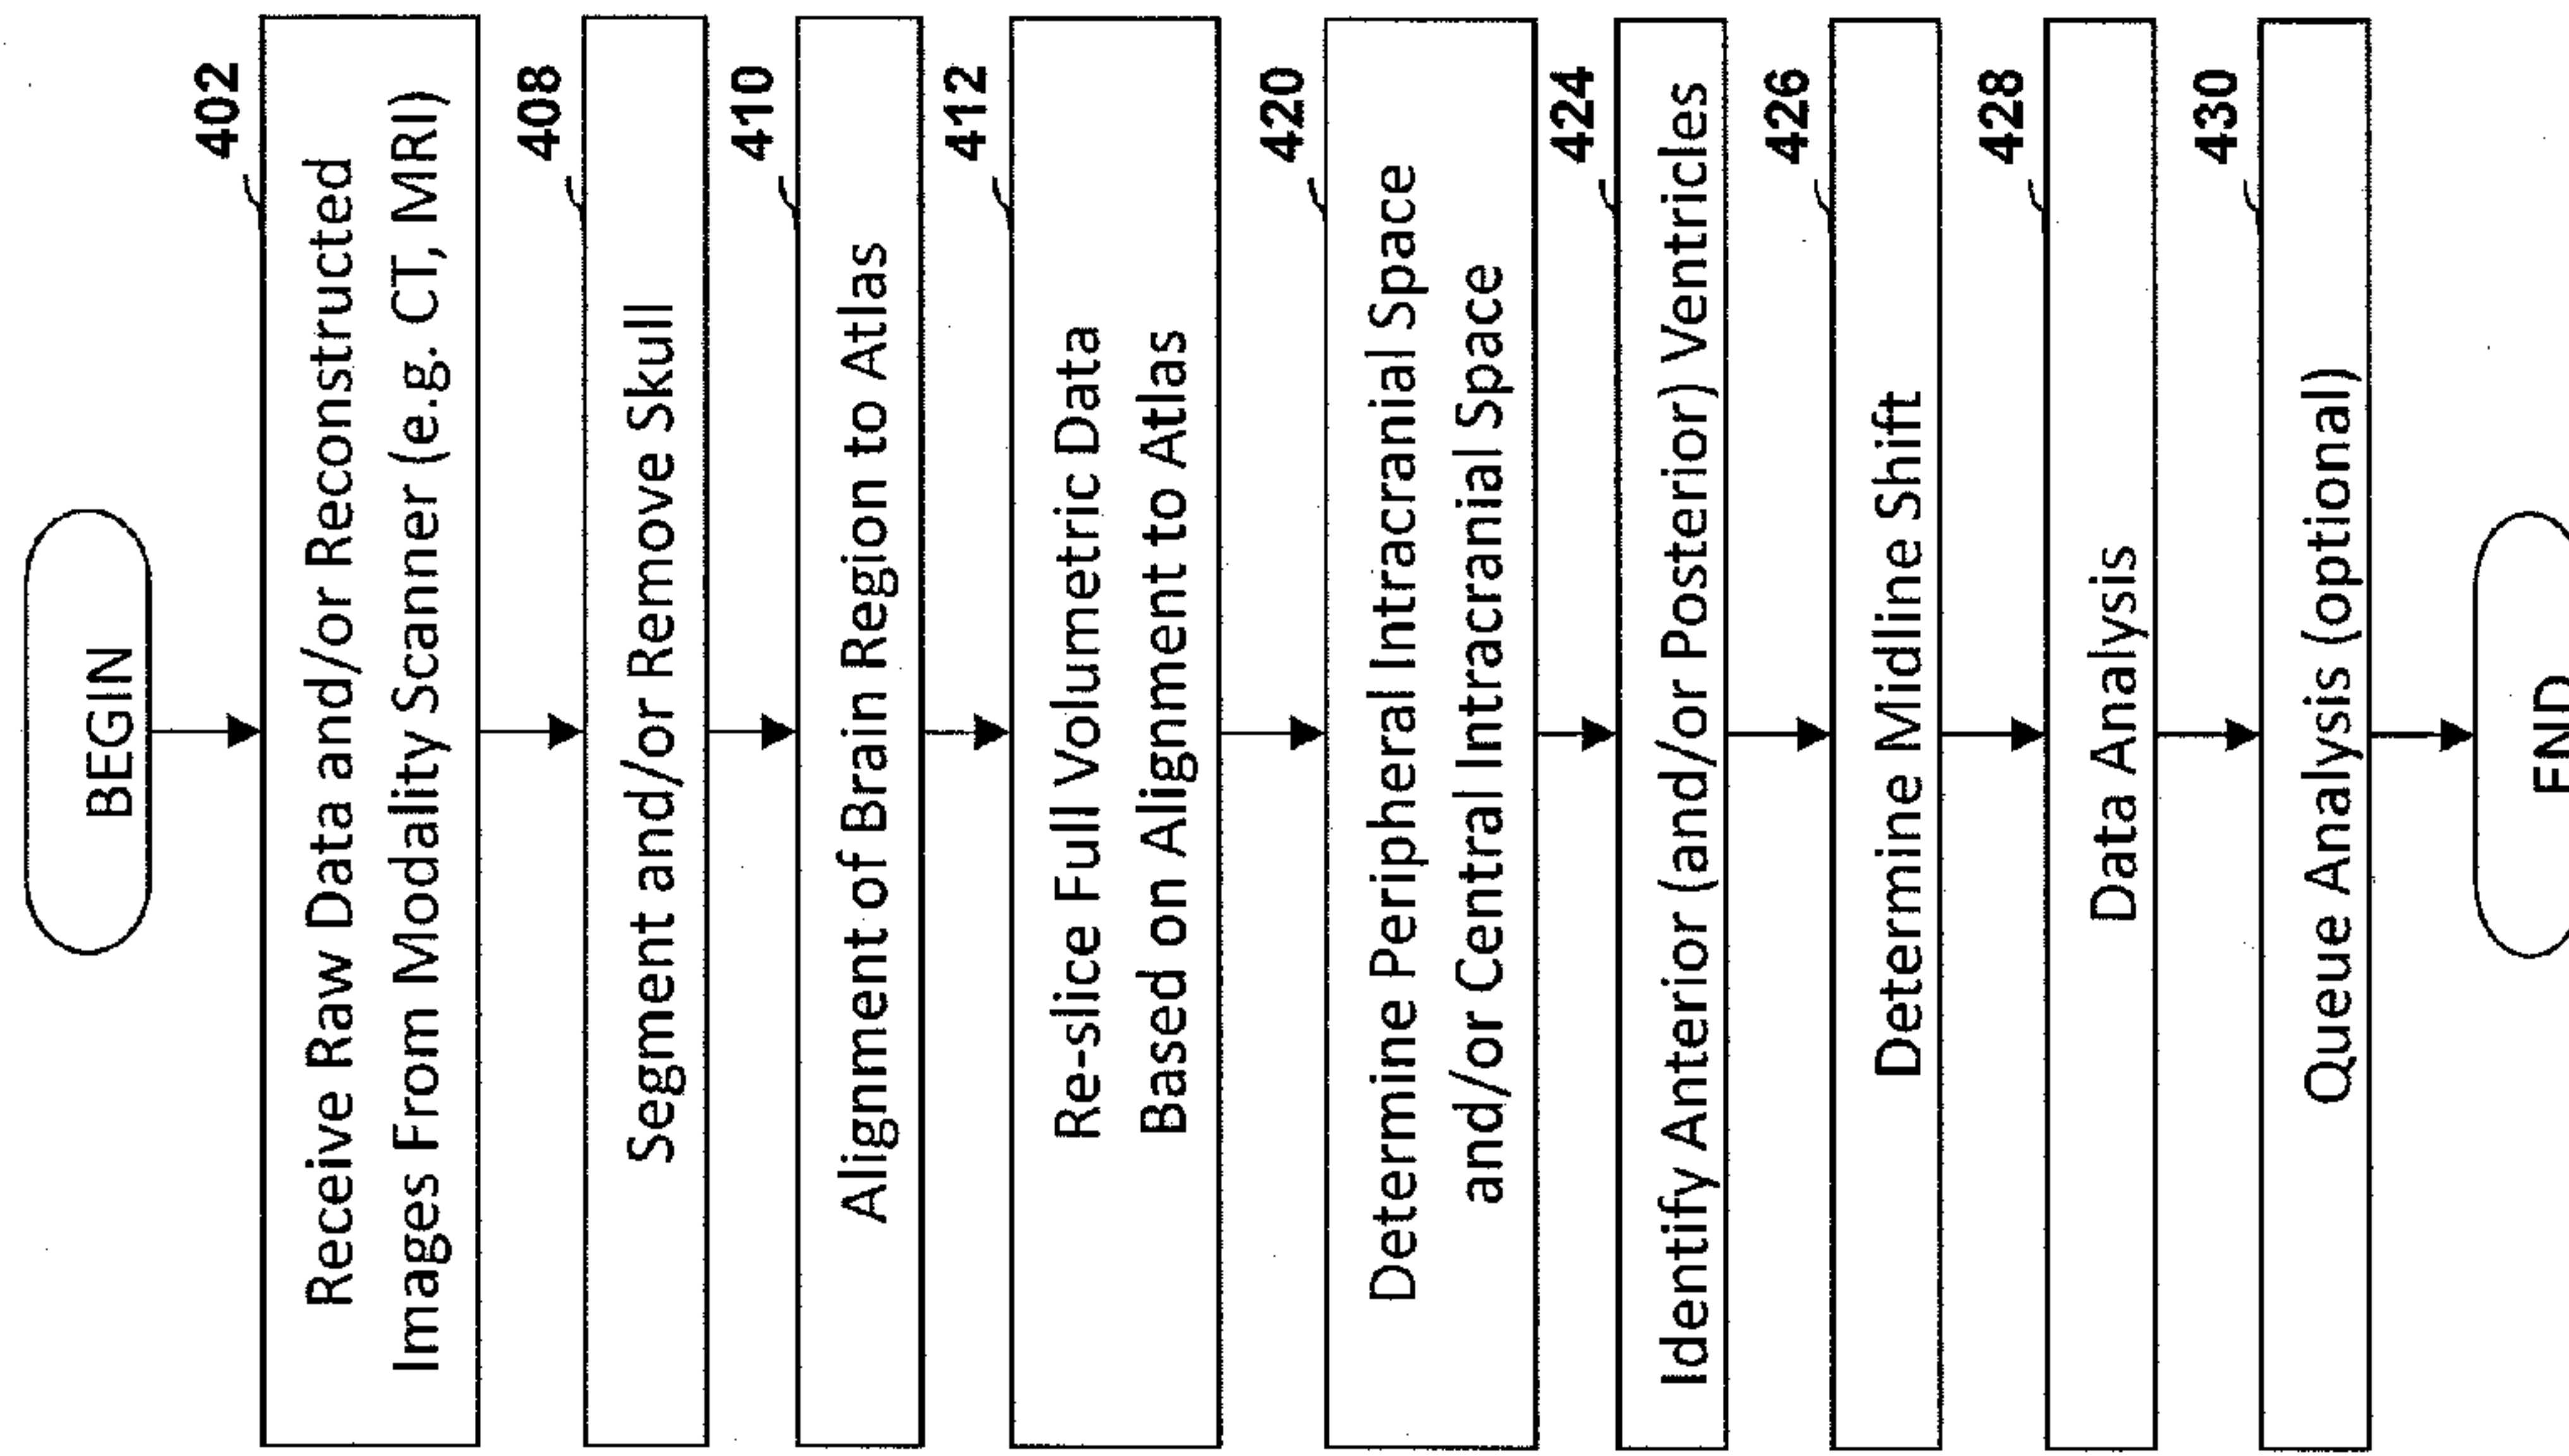 BEGIN
402
Receive Raw Data and/or Reconstructed
Images From Modality Scanner (e.g. CT, MRI)
408
Segment and/or Remove Skull
410
Alignment of Brain Region to Atlas
412
Re-slice Full Volumetric Data
Based on Alignment to Atlas
420
Determine Peripheral Intracranial Space
and/or Central Intracranial Space
424
Identify Anterior (and/or Posterior) Ventricles
426
Determine Midline Shift
428
Data Analysis
430
Queue Analysis (optional)
END